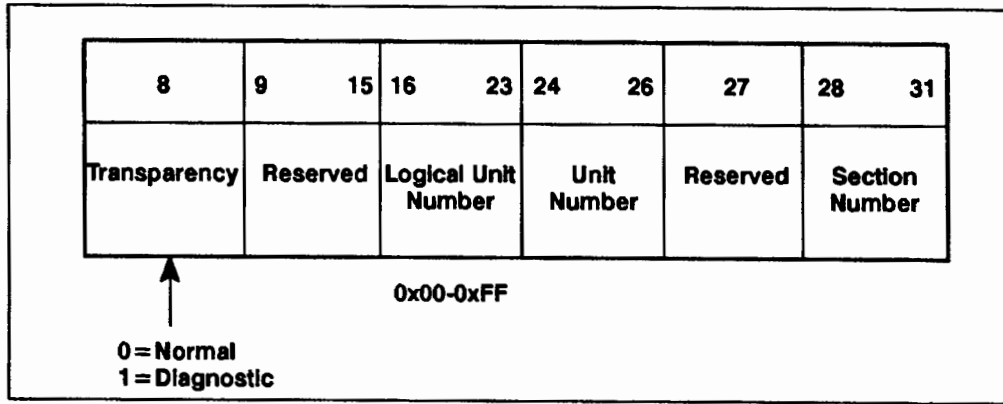 8 9 15 16 23 24 26 27 28 31
Transparency Reserved Logical Unit Unit Reserved Section
Number Number Number
0x00-0xFF
0=Normal
1=Diagnostic